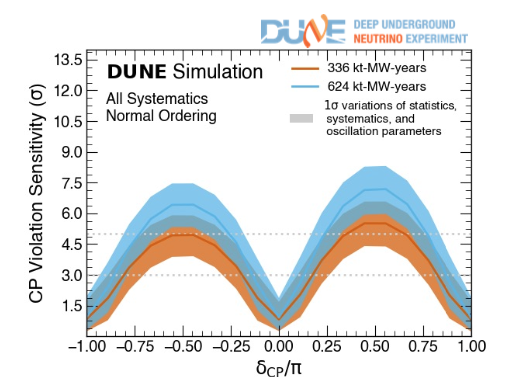 DUNE DEEP UNDERGROUND
NEUTRINO EXPERIMENT
DUNE Simulation
All Systematics
Normal Ordering
336 kt-MW-years
624 kt-MW-years
1σ variations of statistics,
systematics, and
oscillation parameters
CP Violation Sensitivity (σ)
13.5
12.0
10.5
9.0
7.5
6.0
4.5
3.0
1.5
−1.00 −0.75 −0.50 −0.25 0.00 0.25 0.50 0.75 1.00
δCP/π